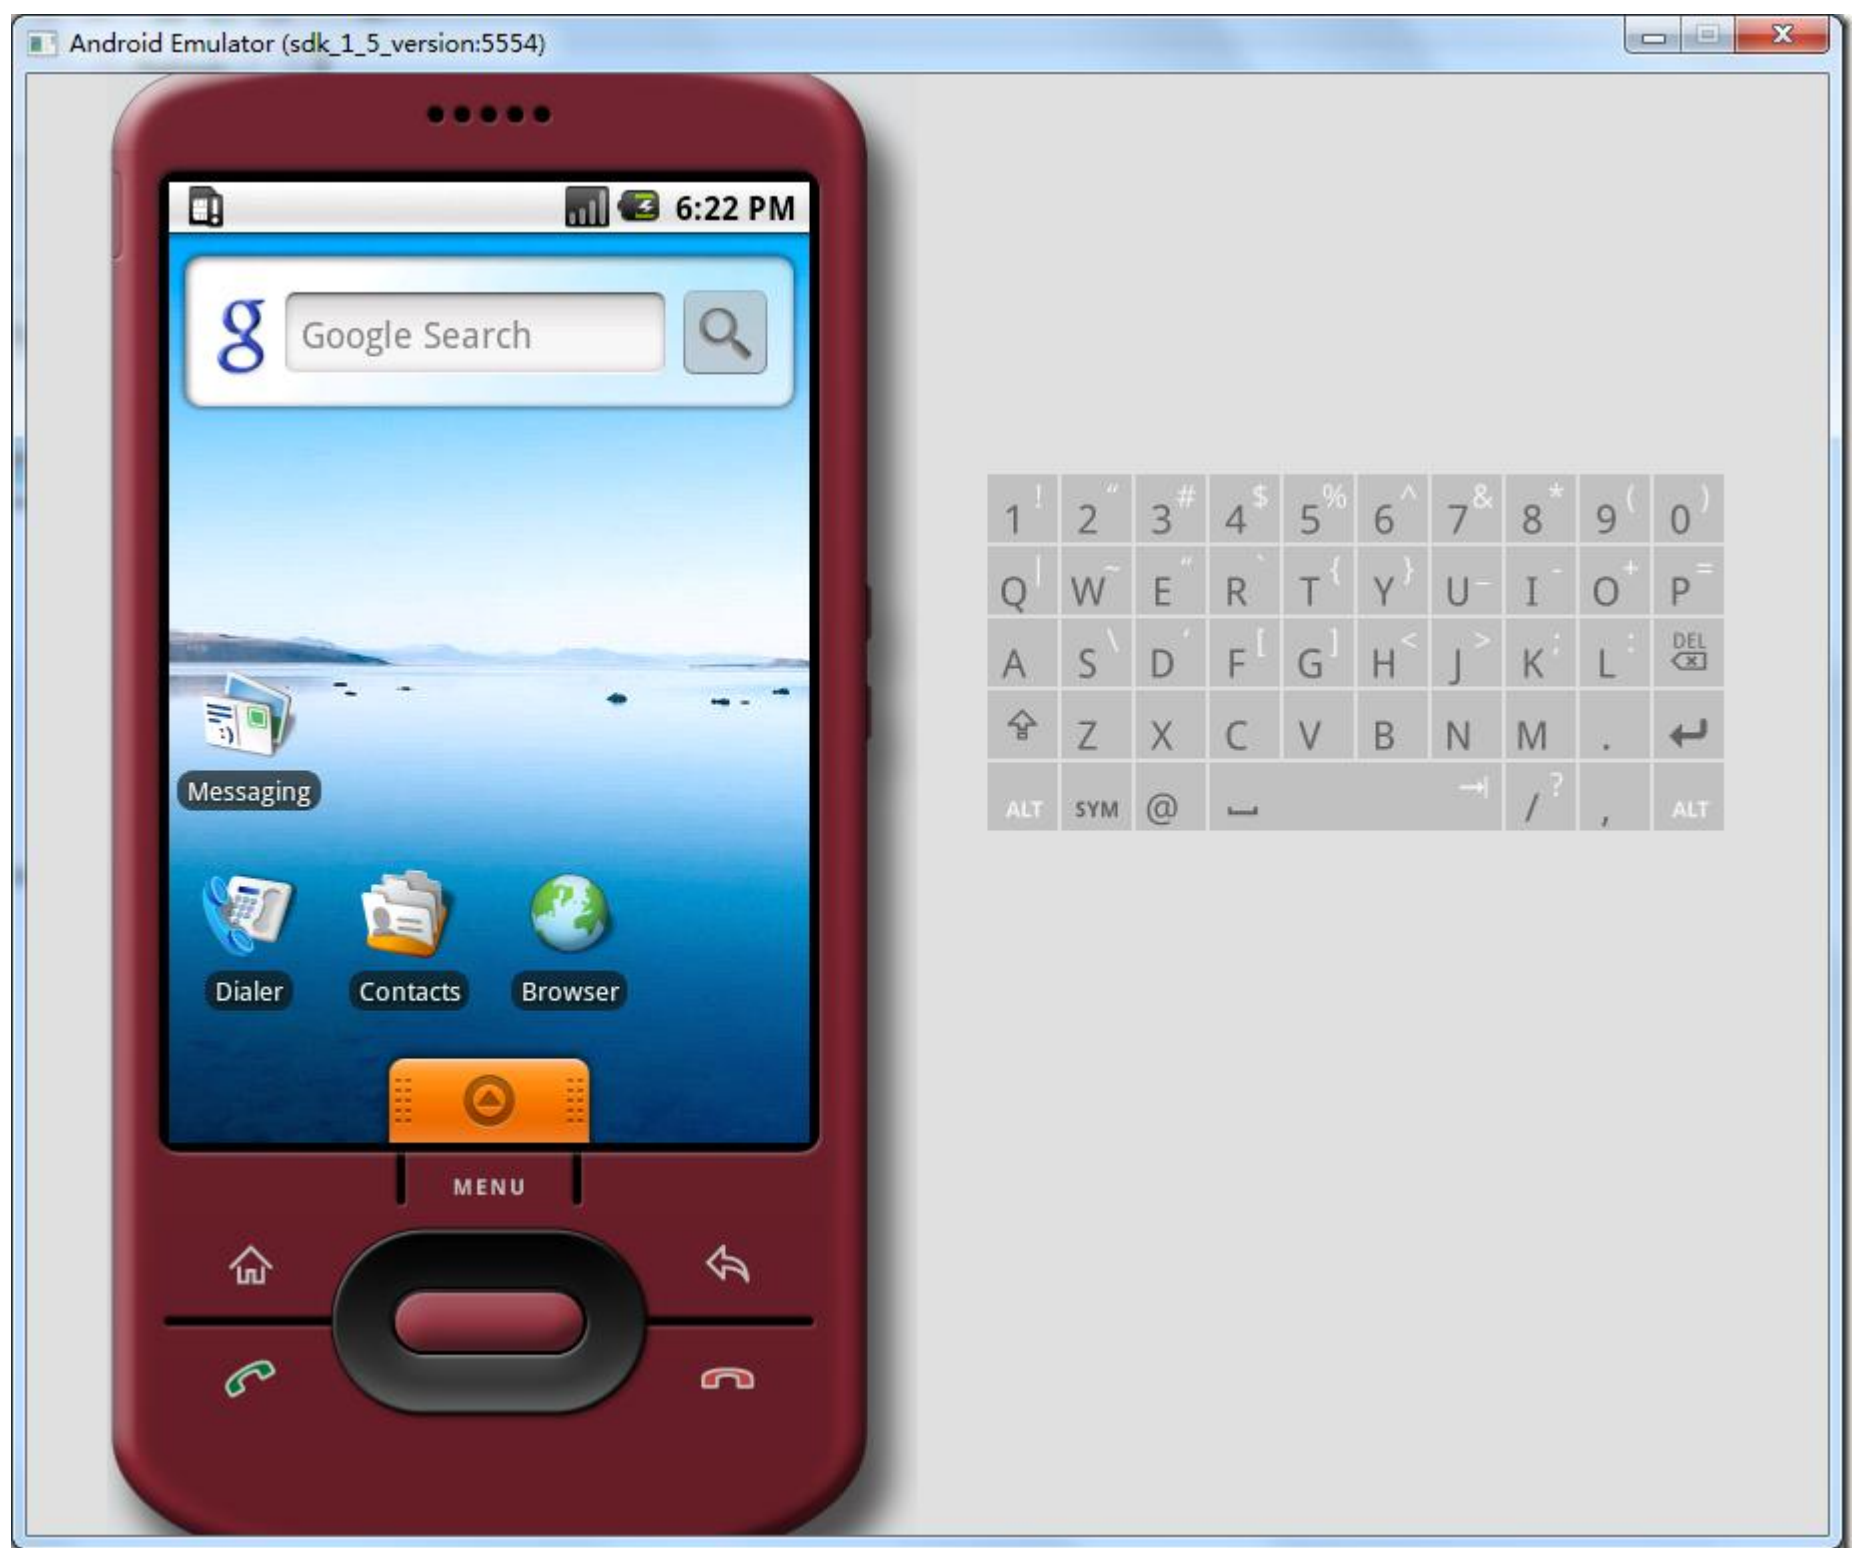 Android Emulator (sdk_1_5_version:5554)
6:22 PM
g Google Search
Messaging
Dialer Contacts Browser
MENU
1 ! 2 " 3 # 4 $ 5 % 6 ^ 7 & 8 * 9 ( 0 )
Q | W ~ E " R ` T { Y } U _ I - O + P =
A S \ D ' F [ G ] H < J > K ; L : DEL
Z X C V B N M .
ALT SYM @ / ? , ALT